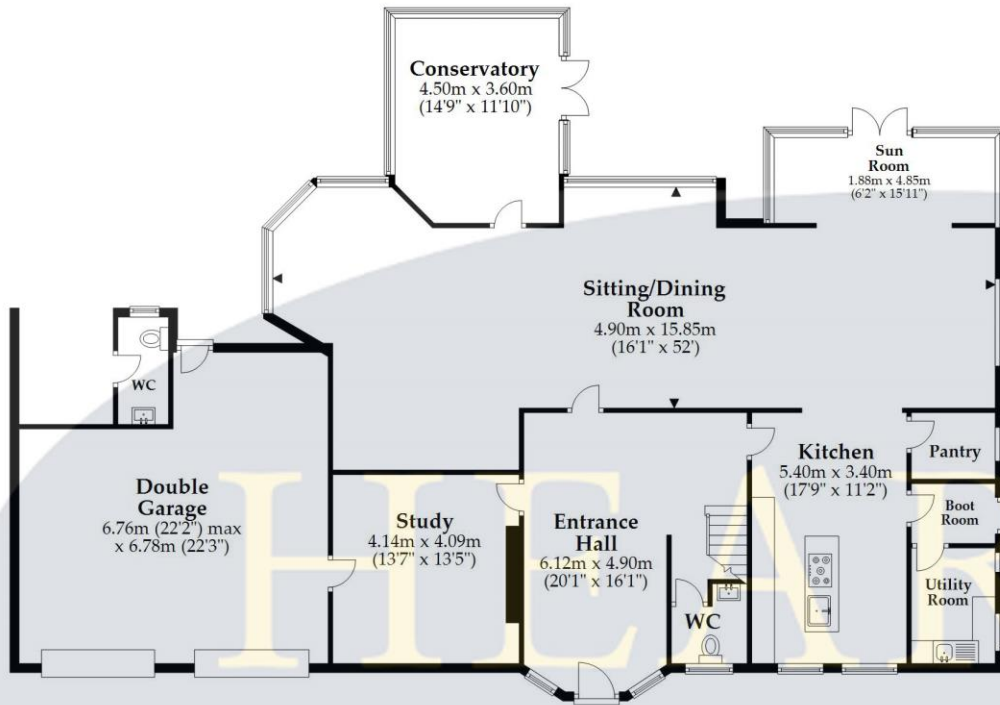 Conservatory
4.50m x 3.60m
(14'9" x 11'10")
Sun
Room
1.88m x 4.85m
(6'2" x 15'11")
Sitting/Dining
Room
4.90m x 15.85m
(16'1" x 52')
WC
Double
Garage
6.76m (22'2") max
x 6.78m (22'3")
Study
4.14m x 4.09m
(13'7" x 13'5")
Entrance
Hall
6.12m x 4.90m
(20'1" x 16'1")
WC
Kitchen
5.40m x 3.40m
(17'9" x 11'2")
Pantry
Boot
Room
Utility
Room
HEAR